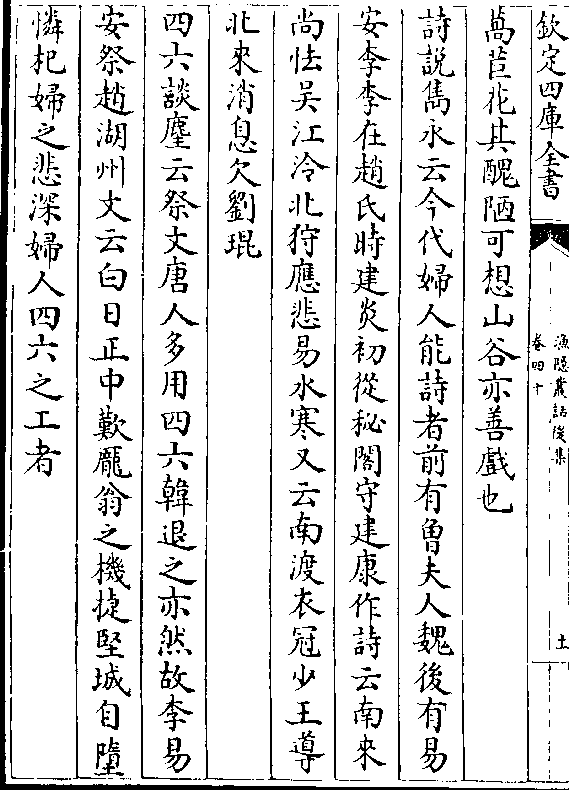 欽定四庫全書
漁隱叢話後集
卷四十
十
萵苣花其醜陋可想山谷亦善戲也
詩説雋永云今代婦人能詩者前有魯夫人魏後有易
安李李在趙氏時建炎初從秘閣守建康作詩云南來
尚怯吳江冷北狩應悲易水寒又云南渡衣冠少王導
北來消息欠劉琨
四六談麈云祭文唐人多用四六韓退之亦然故李易
安祭趙湖州文云白日正中歎龎翁之機捷堅城自墮
憐杞婦之悲深婦人四六之工者